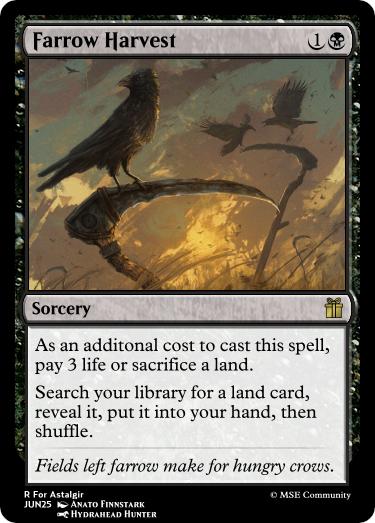 Farrow Harvest 1
Sorcery
As an additonal cost to cast this spell,
pay 3 life or sacrifice a land.
Search your library for a land card,
reveal it, put it into your hand, then
shuffle.
Fields left farrow make for hungry crows.
R For Astalgir
JUN25 Anato Finnstark
Hydrahead Hunter
© MSE Community